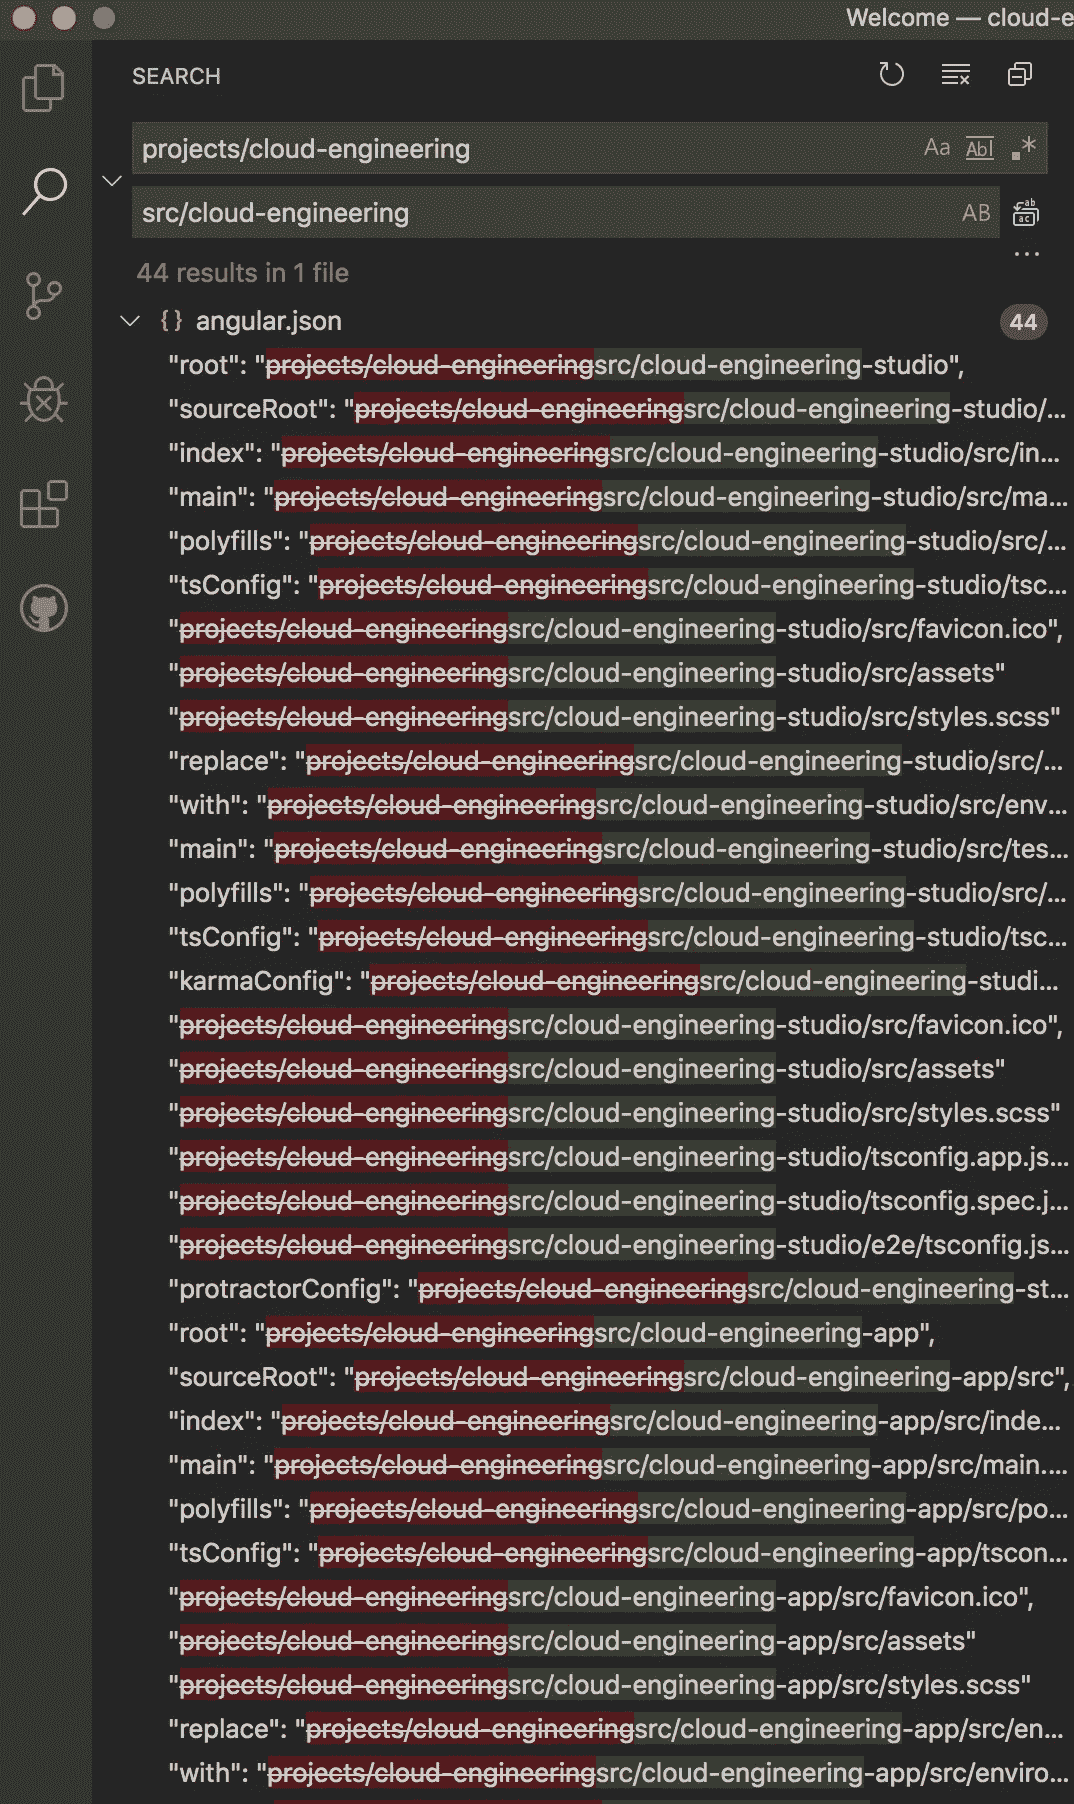 Welcome — cloud-e
SEARCH
projects/cloud-engineering Aa Abl .*
src/cloud-engineering AB
ab
ac
...
44 results in 1 file
{ } angular.json 44
"root": "projects/cloud-engineeringsrc/cloud-engineering-studio",
"sourceRoot": "projects/cloud-engineeringsrc/cloud-engineering-studio/...
"index": "projects/cloud-engineeringsrc/cloud-engineering-studio/src/in...
"main": "projects/cloud-engineeringsrc/cloud-engineering-studio/src/ma...
"polyfills": "projects/cloud-engineeringsrc/cloud-engineering-studio/src/...
"tsConfig": "projects/cloud-engineeringsrc/cloud-engineering-studio/tsc...
"projects/cloud-engineeringsrc/cloud-engineering-studio/src/favicon.ico",
"projects/cloud-engineeringsrc/cloud-engineering-studio/src/assets"
"projects/cloud-engineeringsrc/cloud-engineering-studio/src/styles.scss"
"replace": "projects/cloud-engineeringsrc/cloud-engineering-studio/src/...
"with": "projects/cloud-engineeringsrc/cloud-engineering-studio/src/env...
"main": "projects/cloud-engineeringsrc/cloud-engineering-studio/src/tes...
"polyfills": "projects/cloud-engineeringsrc/cloud-engineering-studio/src/...
"tsConfig": "projects/cloud-engineeringsrc/cloud-engineering-studio/tsc...
"karmaConfig": "projects/cloud-engineeringsrc/cloud-engineering-studi...
"projects/cloud-engineeringsrc/cloud-engineering-studio/src/favicon.ico",
"projects/cloud-engineeringsrc/cloud-engineering-studio/src/assets"
"projects/cloud-engineeringsrc/cloud-engineering-studio/src/styles.scss"
"projects/cloud-engineeringsrc/cloud-engineering-studio/tsconfig.app.js...
"projects/cloud-engineeringsrc/cloud-engineering-studio/tsconfig.spec.j...
"projects/cloud-engineeringsrc/cloud-engineering-studio/e2e/tsconfig.js...
"protractorConfig": "projects/cloud-engineeringsrc/cloud-engineering-st...
"root": "projects/cloud-engineeringsrc/cloud-engineering-app",
"sourceRoot": "projects/cloud-engineeringsrc/cloud-engineering-app/src",
"index": "projects/cloud-engineeringsrc/cloud-engineering-app/src/inde...
"main": "projects/cloud-engineeringsrc/cloud-engineering-app/src/main....
"polyfills": "projects/cloud-engineeringsrc/cloud-engineering-app/src/po...
"tsConfig": "projects/cloud-engineeringsrc/cloud-engineering-app/tscon...
"projects/cloud-engineeringsrc/cloud-engineering-app/src/favicon.ico",
"projects/cloud-engineeringsrc/cloud-engineering-app/src/assets"
"projects/cloud-engineeringsrc/cloud-engineering-app/src/styles.scss"
"replace": "projects/cloud-engineeringsrc/cloud-engineering-app/src/en...
"with": "projects/cloud-engineeringsrc/cloud-engineering-app/src/enviro...